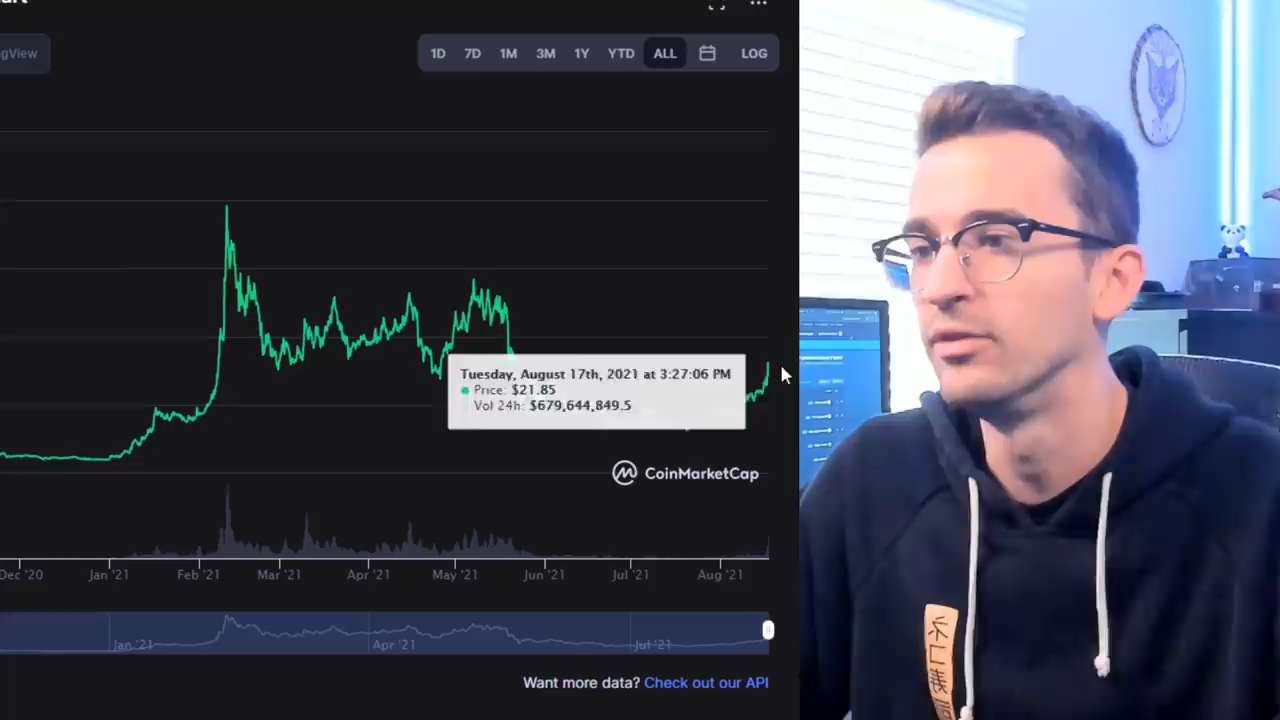 gView
1D 7D 1M 3M 1Y YTD ALL LOG
Tuesday, August 17th, 2021 at 3:27:06 PM
Price: $21.85
Vol 24h: $679,644,849.5
CoinMarketCap
Dec '20 Jan '21 Feb '21 Mar '21 Apr '21 May '21 Jun '21 Jul '21 Aug '21
Jan '21 Apr '21 Jul '21
Want more data? Check out our API